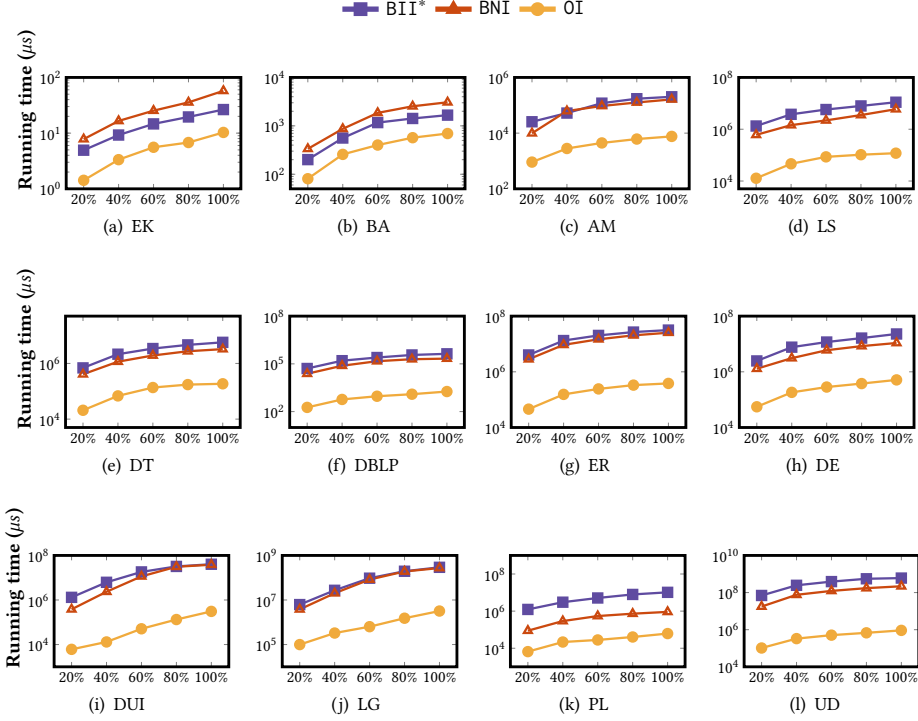 BII* BNI OI
Running time (μs)
10^2 10^1 10^0
20% 40% 60% 80% 100%
(a) EK
10^4 10^3 10^2
20% 40% 60% 80% 100%
(b) BA
10^6 10^4 10^2
20% 40% 60% 80% 100%
(c) AM
10^6 10^4
20% 40% 60% 80% 100%
(d) LS
Running time (μs)
10^6 10^4
20% 40% 60% 80% 100%
(e) DT
10^8 10^5 10^2
20% 40% 60% 80% 100%
(f) DBLP
10^8 10^6 10^4
20% 40% 60% 80% 100%
(g) ER
10^8 10^6 10^4
20% 40% 60% 80% 100%
(h) DE
Running time (μs)
10^8 10^6 10^4
20% 40% 60% 80% 100%
(i) DUI
10^9 10^7 10^5
20% 40% 60% 80% 100%
(j) LG
10^8 10^6 10^4
20% 40% 60% 80% 100%
(k) PL
10^10 10^8 10^6 10^4
20% 40% 60% 80% 100%
(l) UD